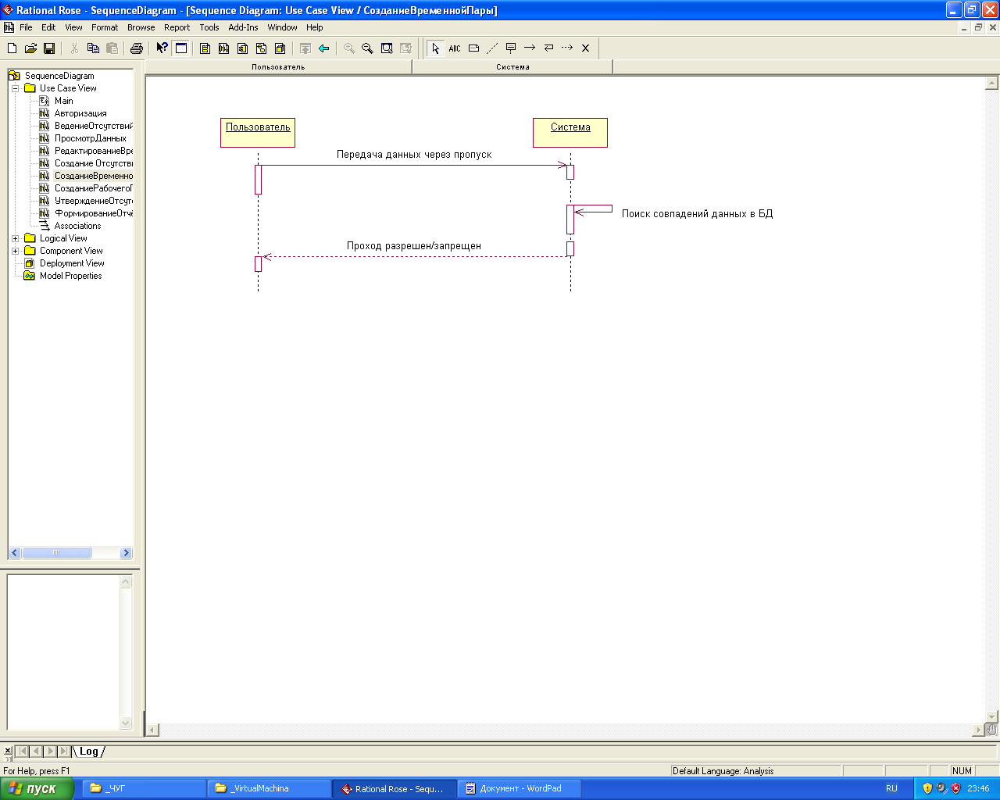 Rational Rose - SequenceDiagram - [Sequence Diagram: Use Case View / СозданиеВременнойПары]
File Edit View Format Browse Report Tools Add-Ins Window Help
ABC
Пользователь Система
SequenceDiagram
Use Case View
Main
Авторизация
ВедениеОтсутствий
ПросмотрДанных
РедактированиеВре
Создание Отсутстви
СозданиеВременно
СозданиеРабочегоГ
УтверждениеОтсут
ФормированиеОтчё
Associations
Logical View
Component View
Deployment View
Model Properties
Пользователь Система
Передача данных через пропуск
Поиск совпадений данных в БД
Проход разрешен/запрещен
Log
For Help, press F1 Default Language: Analysis NUM
пуск _ЧУГ _VirtualMachina Rational Rose - Sequ... Документ - WordPad RU 23:46